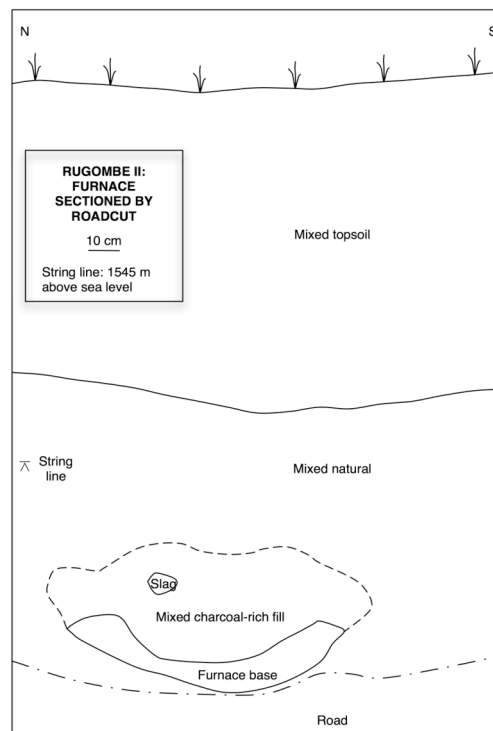 N
S
RUGOMBE II:
FURNACE
SECTIONED BY
ROADCUT
10 cm
String line: 1545 m
above sea level
Mixed topsoil
String
line
Mixed natural
Slag
Mixed charcoal-rich fill
Furnace base
Road